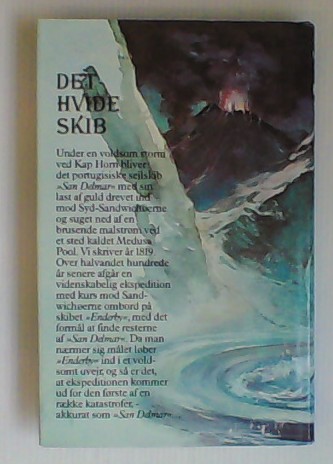 DET
HVIDE
SKIB
Under en voldsom storm
ved Kap Horn bliver
det portugisiske sejlskib
»San Delmar« med sin
last af guld drevet ind
mod Syd-Sandwichøerne
og suget ned af en
brusende malstrøm ved
et sted kaldet Medusa
Pool. Vi skriver år 1819.
Over halvandet hundrede
år senere afgår en
videnskabelig ekspedition
med kurs mod Sand-
wichøerne ombord på
skibet »Enderby«, med det
formål at finde resterne
af »San Delmar«. Da man
nærmer sig målet løber
»Enderby« ind i et vold-
somt uvejr, og så er det,
at ekspeditionen kommer
ud for den første af en
række katastrofer, -
akkurat som »San Delmar«...